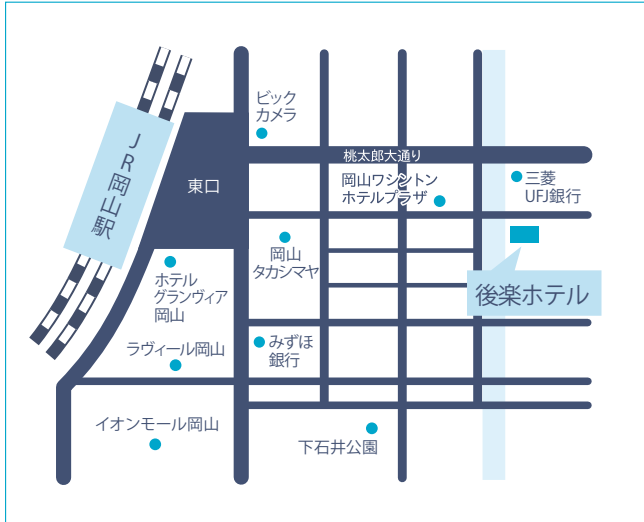 ビック
カメラ
JR岡山駅
桃太郎大通り
東口
岡山ワシントン
ホテルプラザ
三菱
UFJ銀行
岡山
タカシマヤ
ホテル
グランヴィア
岡山
後楽ホテル
みずほ
銀行
ラヴィール岡山
イオンモール岡山
下石井公園